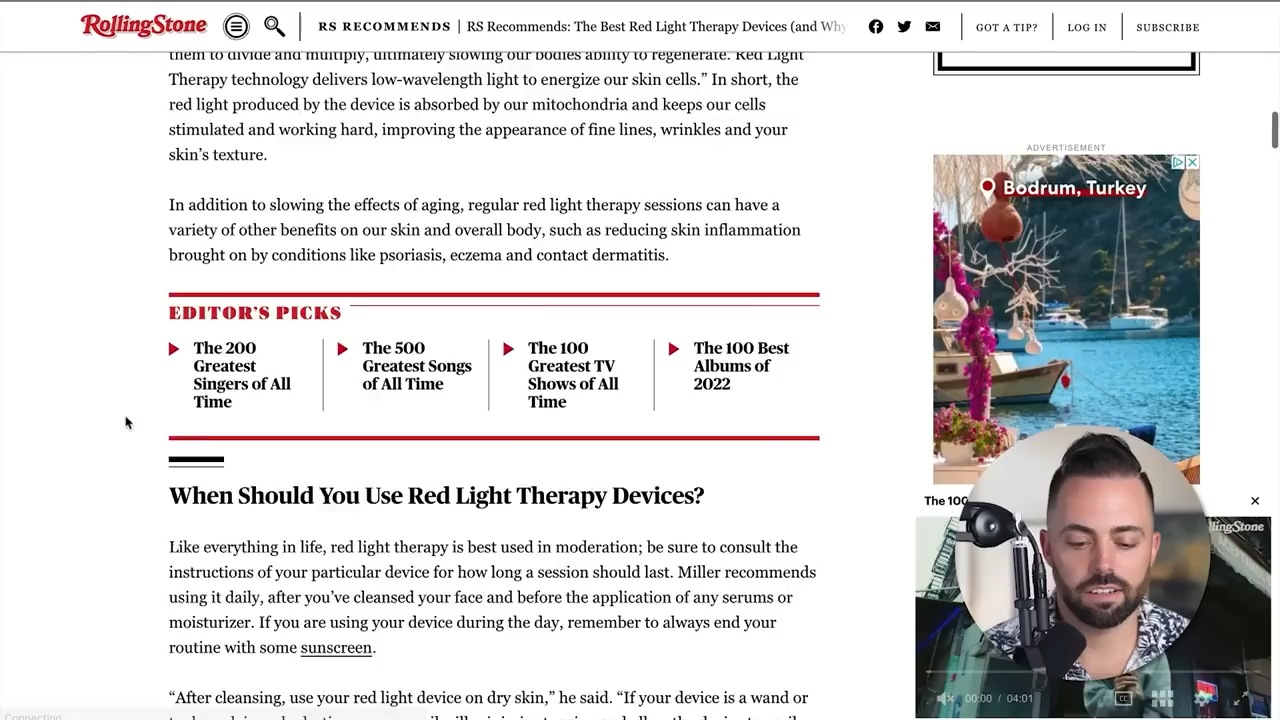 RollingStone
RS RECOMMENDS
RS Recommends: The Best Red Light Therapy Devices (and Why
GOT A TIP?
LOG IN
SUBSCRIBE
them to divide and multiply, ultimately slowing our bodies ability to regenerate. Red Light
Therapy technology delivers low-wavelength light to energize our skin cells.” In short, the
red light produced by the device is absorbed by our mitochondria and keeps our cells
stimulated and working hard, improving the appearance of fine lines, wrinkles and your
skin’s texture.
In addition to slowing the effects of aging, regular red light therapy sessions can have a
variety of other benefits on our skin and overall body, such as reducing skin inflammation
brought on by conditions like psoriasis, eczema and contact dermatitis.
EDITOR’S PICKS
The 200
Greatest
Singers of All
Time
The 500
Greatest Songs
of All Time
The 100
Greatest TV
Shows of All
Time
The 100 Best
Albums of
2022
When Should You Use Red Light Therapy Devices?
Like everything in life, red light therapy is best used in moderation; be sure to consult the
instructions of your particular device for how long a session should last. Miller recommends
using it daily, after you’ve cleansed your face and before the application of any serums or
moisturizer. If you are using your device during the day, remember to always end your
routine with some sunscreen.
“After cleansing, use your red light device on dry skin,” he said. “If your device is a wand or
ADVERTISEMENT
Bodrum, Turkey
The 100
lingStone
00:00 / 04:01
CC
Connecting